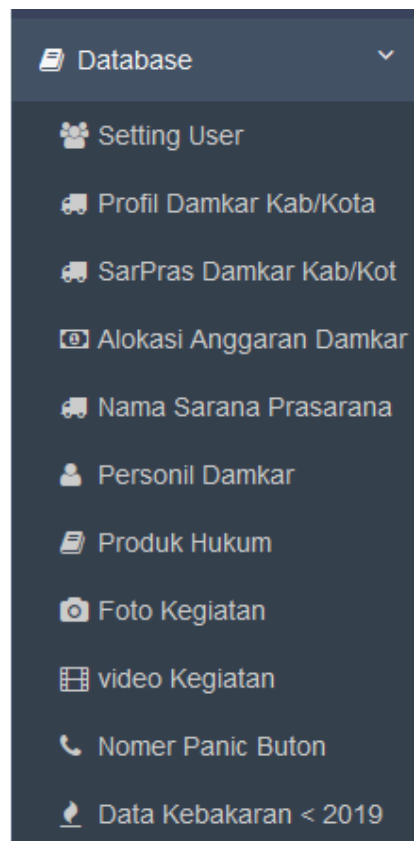 Database
Setting User
Profil Damkar Kab/Kota
SarPras Damkar Kab/Kot
Alokasi Anggaran Damkar
Nama Sarana Prasarana
Personil Damkar
Produk Hukum
Foto Kegiatan
video Kegiatan
Nomer Panic Buton
Data Kebakaran < 2019